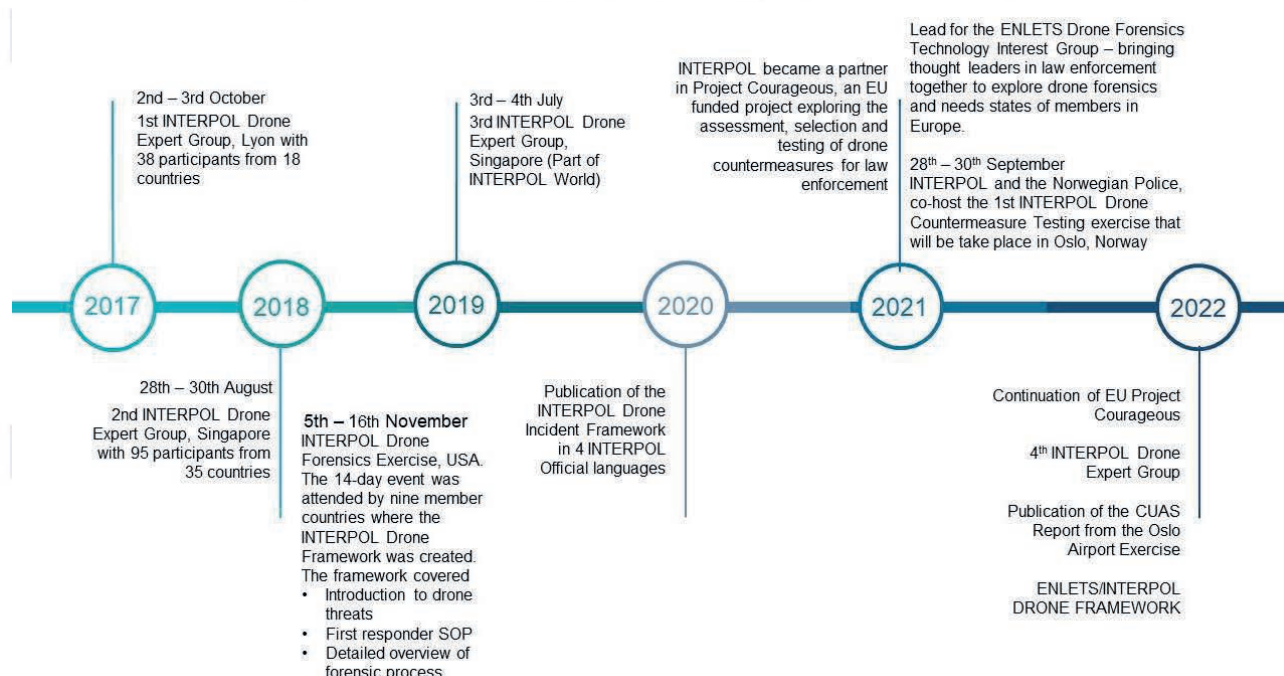 2nd – 3rd October
1st INTERPOL Drone
Expert Group, Lyon with
38 participants from 18
countries
3rd – 4th July
3rd INTERPOL Drone
Expert Group,
Singapore (Part of
INTERPOL World)
INTERPOL became a partner
in Project Courageous, an EU
funded project exploring the
assessment, selection and
testing of drone
countermeasures for law
enforcement
Lead for the ENLETS Drone Forensics
Technology Interest Group – bringing
thought leaders in law enforcement
together to explore drone forensics
and needs states of members in
Europe.
28th – 30th September
INTERPOL and the Norwegian Police,
co-host the 1st INTERPOL Drone
Countermeasure Testing exercise that
will be take place in Oslo, Norway
2017
2018
2019
2020
2021
2022
28th – 30th August
2nd INTERPOL Drone
Expert Group, Singapore
with 95 participants from
35 countries
5th – 16th November
INTERPOL Drone
Forensics Exercise, USA.
The 14-day event was
attended by nine member
countries where the
INTERPOL Drone
Framework was created.
The framework covered
• Introduction to drone
threats
• First responder SOP
• Detailed overview of
forensic process
Publication of the
INTERPOL Drone
Incident Framework
in 4 INTERPOL
Official languages
Continuation of EU Project
Courageous
4th INTERPOL Drone
Expert Group
Publication of the CUAS
Report from the Oslo
Airport Exercise
ENLETS/INTERPOL
DRONE FRAMEWORK